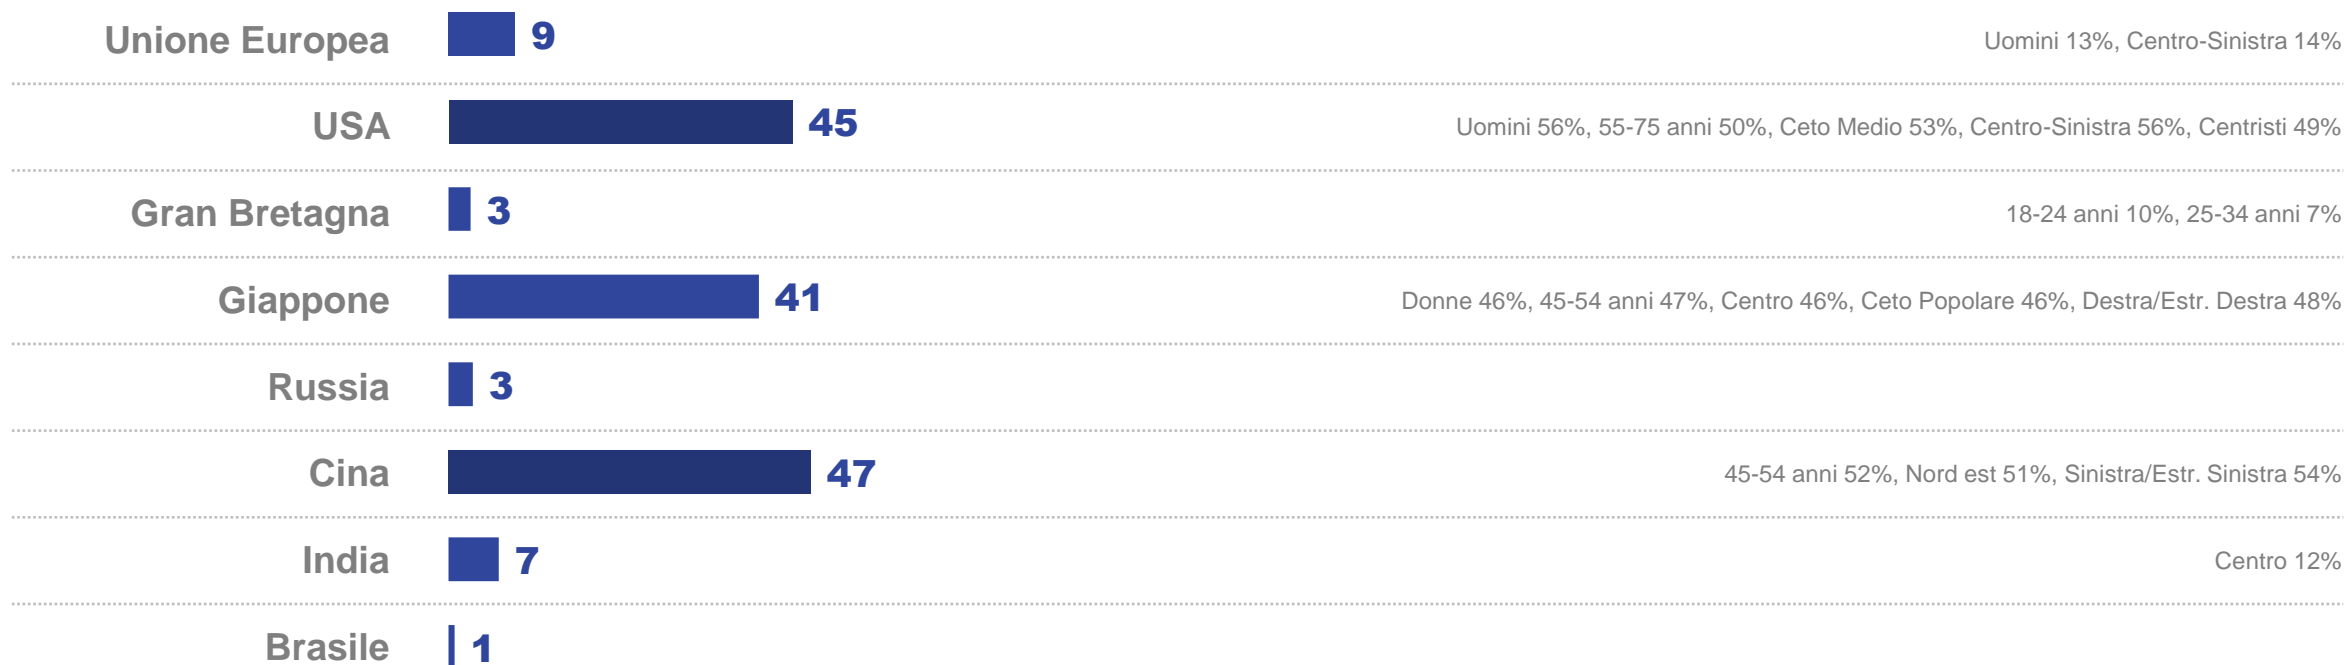 Unione Europea 9 Uomini 13%, Centro-Sinistra 14%
USA 45 Uomini 56%, 55-75 anni 50%, Ceto Medio 53%, Centro-Sinistra 56%, Centristi 49%
Gran Bretagna 3 18-24 anni 10%, 25-34 anni 7%
Giappone 41 Donne 46%, 45-54 anni 47%, Centro 46%, Ceto Popolare 46%, Destra/Estr. Destra 48%
Russia 3
Cina 47 45-54 anni 52%, Nord est 51%, Sinistra/Estr. Sinistra 54%
India 7 Centro 12%
Brasile 1